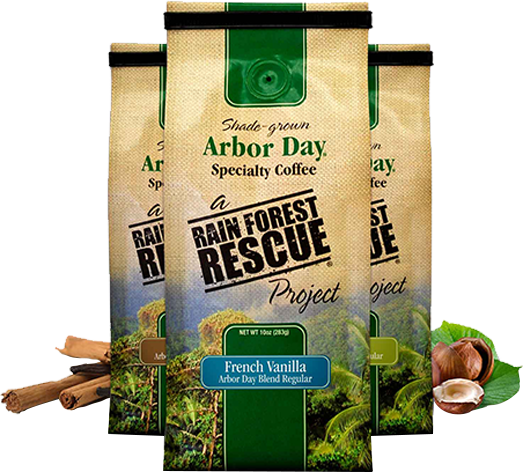 Shade-grown
Arbor Day®
Specialty Coffee
A
RAIN FOREST
RESCUE®
Project
NET WT 10oz (283g)
French Vanilla
Arbor Day Blend Regular